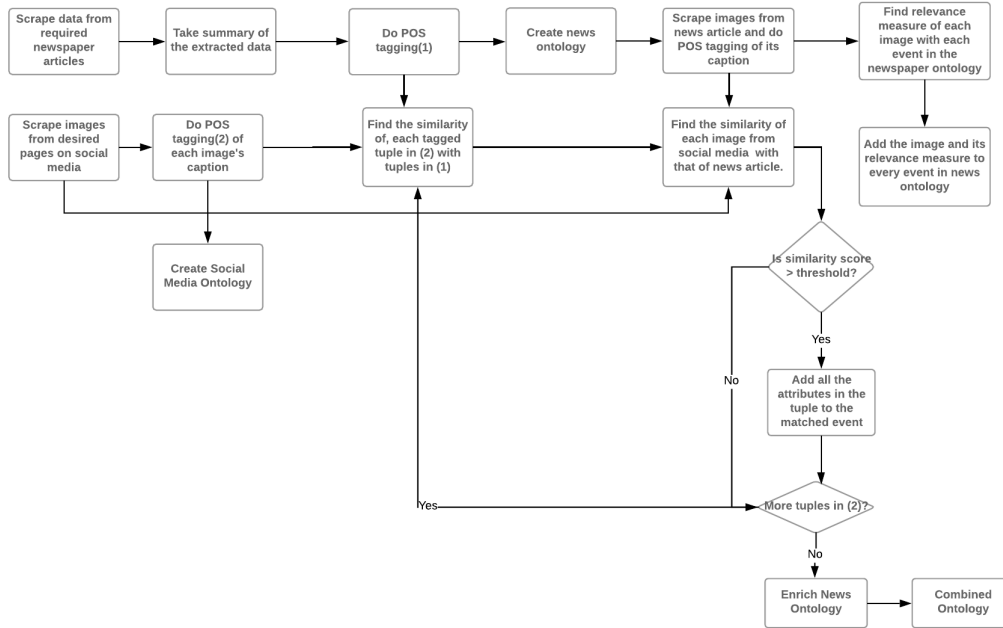 Scrape data from
required
newspaper
articles
Take summary of
the extracted data
Do POS
tagging(1)
Create news
ontology
Scrape images from
news article and do
POS tagging of its
caption
Find relevance
measure of each
image with each
event in the
newspaper ontology
Scrape images
from desired
pages on social
media
Do POS
tagging(2) of
each image's
caption
Find the similarity
of, each tagged
tuple in (2) with
tuples in (1)
Find the similarity of
each image from
social media with
that of news article.
Add the image and its
relevance measure to
every event in news
ontology
Create Social
Media Ontology
Is similarity score
> threshold?
Yes
No
Add all the
attributes in the
tuple to the
matched event
Yes
More tuples in (2)?
No
Enrich News
Ontology
Combined
Ontology